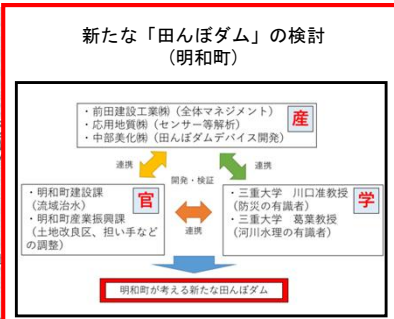 新たな「田んぼダム」の検討
(明和町)
・前田建設工業㈱（全体マネジメント）
・応用地質㈱（センサー等解析）
・中部美化㈱（田んぼダムデバイス開発）
産
連携
開発・検証
連携
・明和町建設課
（流域治水）
・明和町産業振興課
（土地改良区、担い手など
の調整）
官
連携
・三重大学　川口准教授
（防災の有識者）
・三重大学　葛葉教授
（河川水理の有識者）
学
明和町が考える新たな田んぼダム